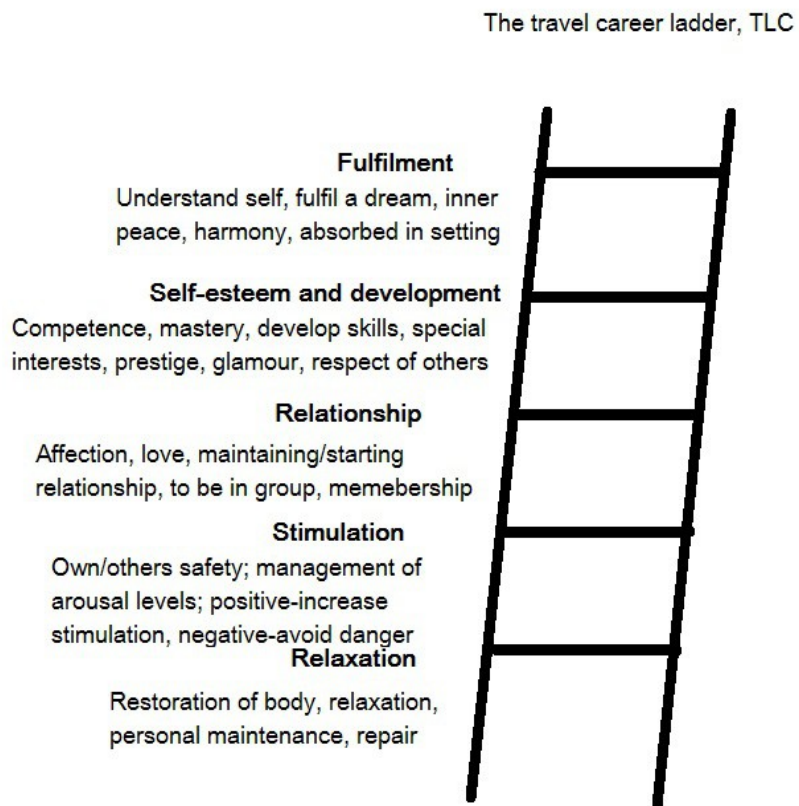 The travel career ladder, TLC
Fulfilment
Understand self, fulfil a dream, inner
peace, harmony, absorbed in setting
Self-esteem and development
Competence, mastery, develop skills, special
interests, prestige, glamour, respect of others
Relationship
Affection, love, maintaining/starting
relationship, to be in group, memebership
Stimulation
Own/others safety; management of
arousal levels; positive-increase
stimulation, negative-avoid danger
Relaxation
Restoration of body, relaxation,
personal maintenance, repair